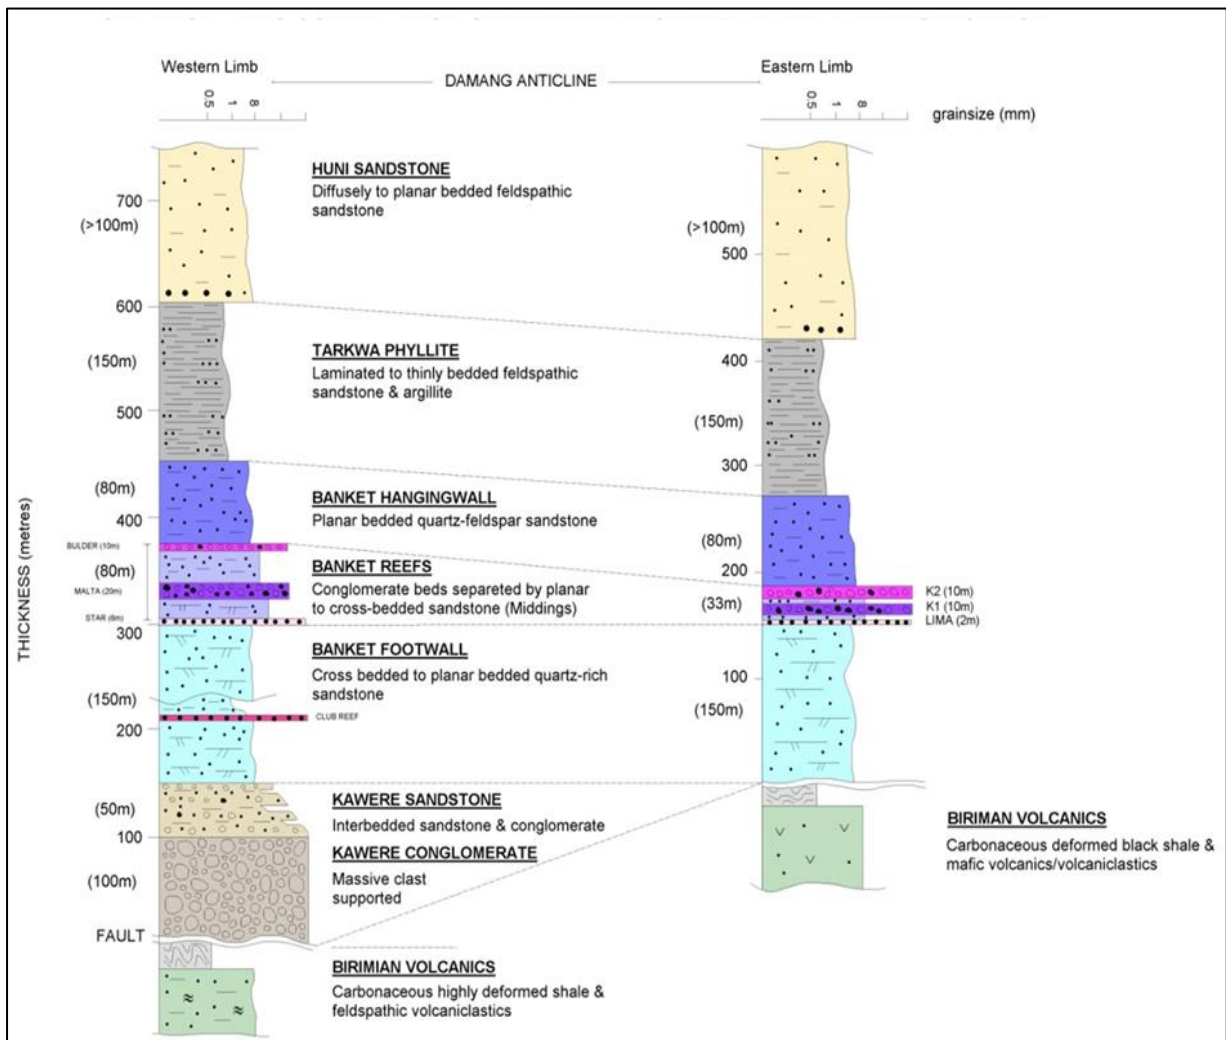 Western Limb
DAMANG ANTICLINE
Eastern Limb
0.5 1 8
0.5 1 8
grainsize (mm)
HUNI SANDSTONE
Diffusely to planar bedded feldspathic
sandstone
700
(>100m)
(>100m)
500
600
TARKWA PHYLLITE
Laminated to thinly bedded feldspathic
sandstone & argillite
(150m)
500
400
(150m)
300
BANKET HANGINGWALL
Planar bedded quartz-feldspar sandstone
(80m)
400
(80m)
200
BULDER (10m)
(80m)
MALTA (20m)
STAR (6m)
BANKET REEFS
Conglomerate beds separeted by planar
to cross-bedded sandstone (Middings)
(33m)
K2 (10m)
K1 (10m)
LIMA (2m)
THICKNESS (metres)
300
BANKET FOOTWALL
Cross bedded to planar bedded quartz-rich
sandstone
(150m)
CLUB REEF
200
100
(150m)
KAWERE SANDSTONE
Interbedded sandstone & conglomerate
(50m)
100
KAWERE CONGLOMERATE
Massive clast
supported
(100m)
FAULT
BIRIMAN VOLCANICS
Carbonaceous deformed black shale &
mafic volcanics/volcaniclastics
BIRIMIAN VOLCANICS
Carbonaceous highly deformed shale &
feldspathic volcaniclastics